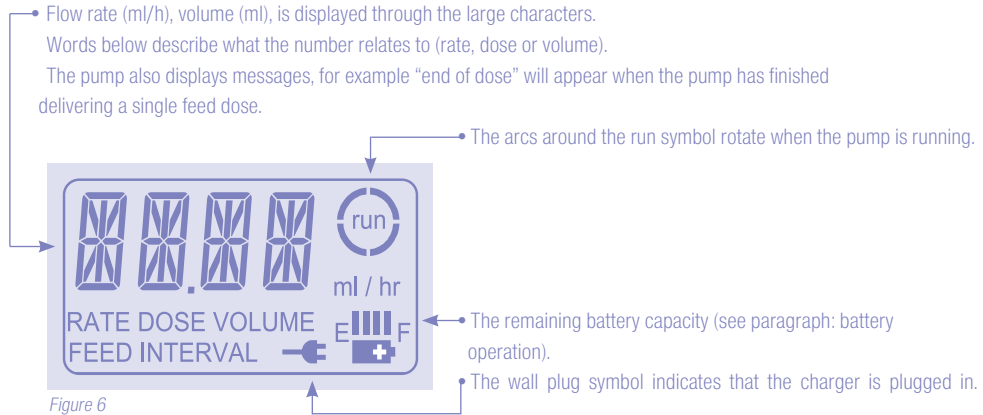 • Flow rate (ml/h), volume (ml), is displayed through the large characters.
Words below describe what the number relates to (rate, dose or volume).
The pump also displays messages, for example “end of dose” will appear when the pump has finished
delivering a single feed dose.
• The arcs around the run symbol rotate when the pump is running.
run
ml / hr
RATE DOSE VOLUME
E F
FEED INTERVAL
• The remaining battery capacity (see paragraph: battery
operation).
• The wall plug symbol indicates that the charger is plugged in.
Figure 6